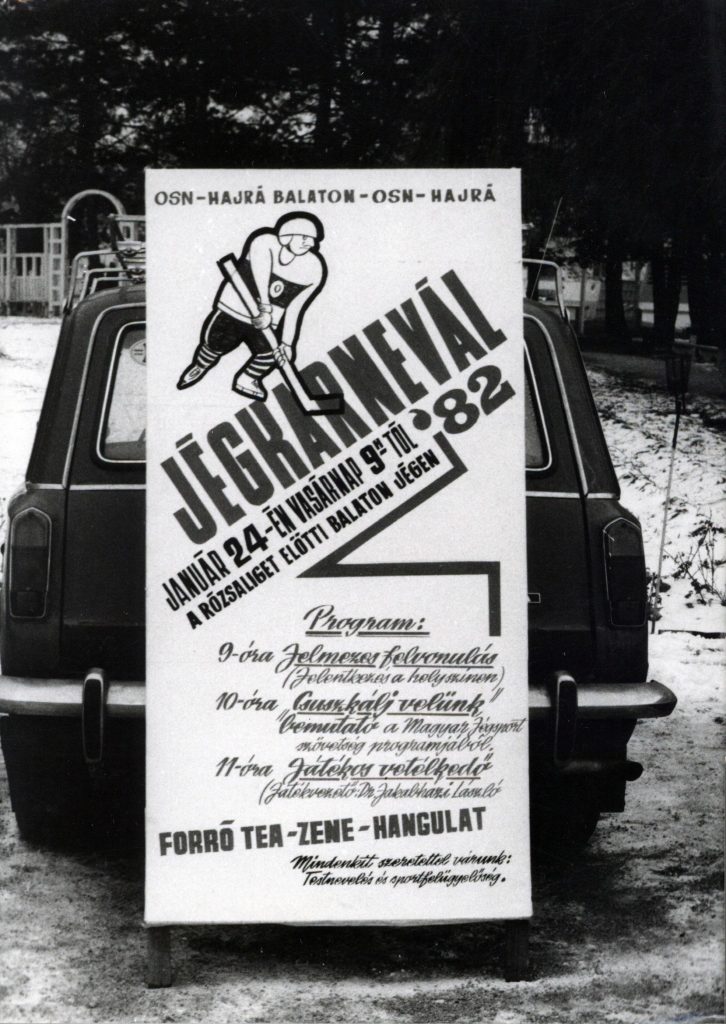 OSN-HAJRÁ BALATON-OSN-HAJRÁ
JÉGKARNEVÁL
'82
JANUÁR 24-ÉN VASÁRNAP 9H TÓL
A RÓZSALIGET ELŐTTI BALATON JÉGEN
Program:
9-óra Jelmezes felvonulás
(Jelentkezés a helyszínen)
10-óra „Csuszkálj velünk"
bemutató a Magyar Jégsport
szövetség programjából.
11-óra Játékos vetélkedő
(Játékvezető: Dr. Jakabházi László
FORRÓ TEA-ZENE-HANGULAT
Mindenkit szeretettel várunk:
Testnevelés és sportfelügyelőség.